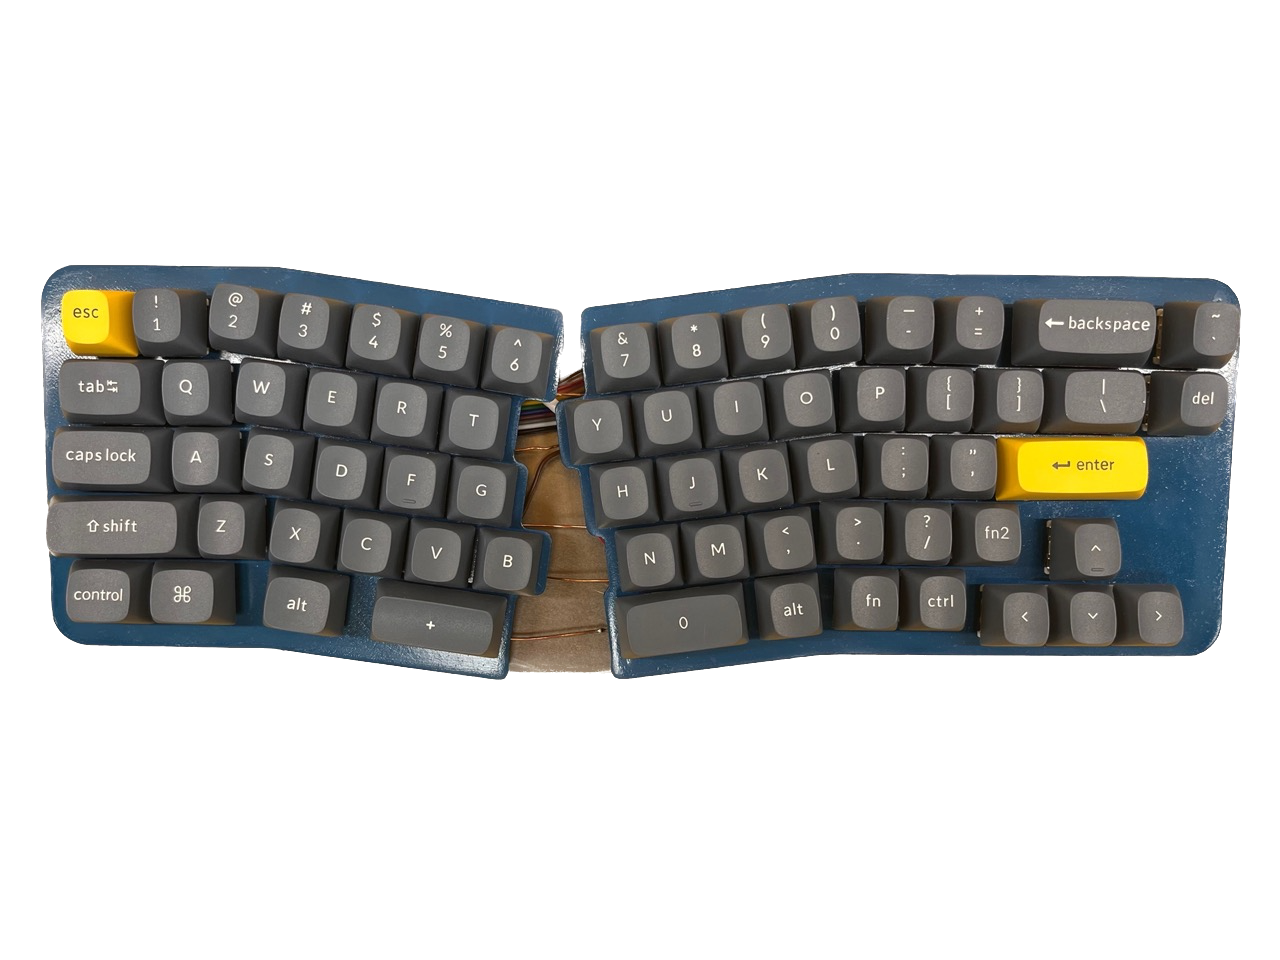 esc ! @ # $ % ^ & * ( ) _ + ← backspace ~
1 2 3 4 5 6 7 8 9 0 - = `
tab Q W E R T Y U I O P { } | del
[ ] \
caps lock A S D F G H J K L : " ← enter
; '
⇧ shift Z X C V B N M < > ? fn2 ^
, . /
control ⌘ alt + 0 alt fn ctrl < ⌄ >